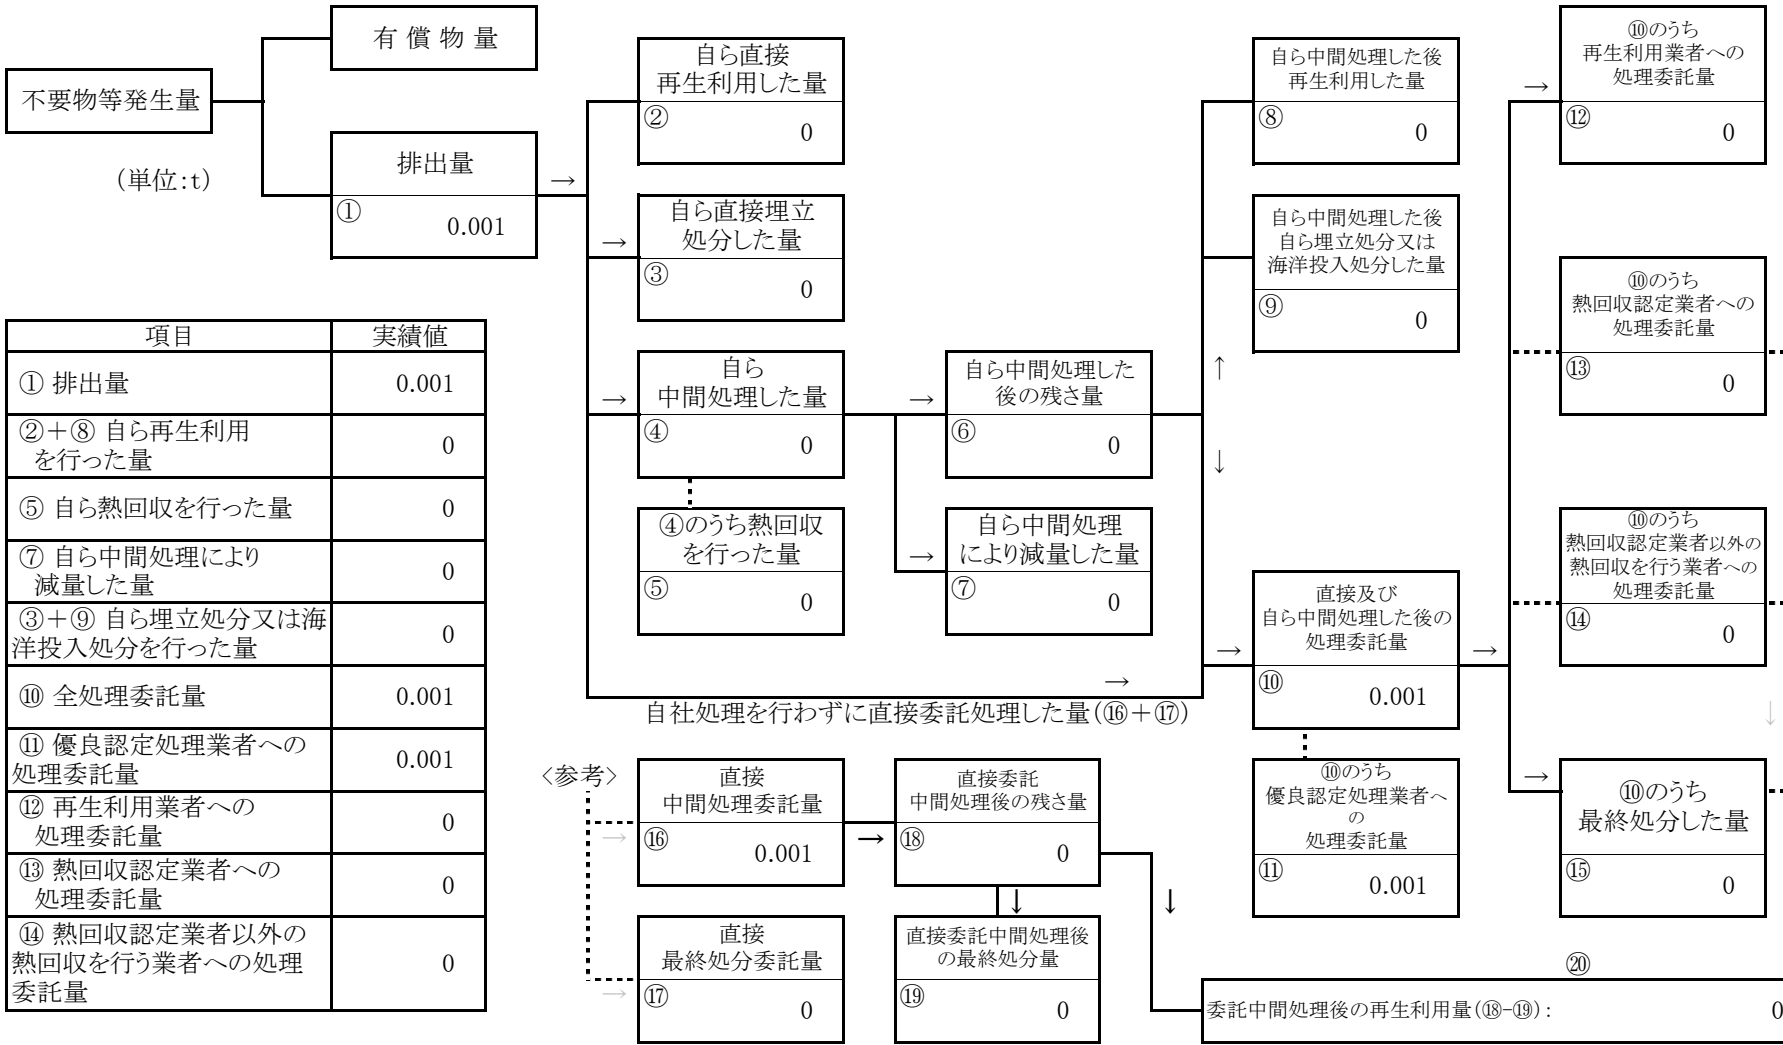 不要物等発生量
(単位:t)
有 償 物 量
排出量
① 0.001
→
自ら直接
再生利用した量
② 0
→
自ら直接埋立
処分した量
③ 0
→
自ら
中間処理した量
④ 0
④のうち熱回収
を行った量
⑤ 0
→
自ら中間処理した
後の残さ量
⑥ 0
→
自ら中間処理
により減量した量
⑦ 0
↑
↓
自ら中間処理した後
再生利用した量
⑧ 0
自ら中間処理した後
自ら埋立処分又は
海洋投入処分した量
⑨ 0
→
自社処理を行わずに直接委託処理した量(⑯+⑰)
→
直接及び
自ら中間処理した後の
処理委託量
⑩ 0.001
⑩のうち
優良認定処理業者へ
の
処理委託量
⑪ 0.001
→
→
⑩のうち
再生利用業者への
処理委託量
⑫ 0
⑩のうち
熱回収認定業者への
処理委託量
⑬ 0
⑩のうち
熱回収認定業者以外の
熱回収を行う業者への
処理委託量
⑭ 0
↓
→
⑩のうち
最終処分した量
⑮ 0
項目 実績値
① 排出量 0.001
②+⑧ 自ら再生利用
を行った量 0
⑤ 自ら熱回収を行った量 0
⑦ 自ら中間処理により
減量した量 0
③+⑨ 自ら埋立処分又は海
洋投入処分を行った量 0
⑩ 全処理委託量 0.001
⑪ 優良認定処理業者への
処理委託量 0.001
⑫ 再生利用業者への
処理委託量 0
⑬ 熱回収認定業者への
処理委託量 0
⑭ 熱回収認定業者以外の
熱回収を行う業者への処理
委託量 0
<参考>
→
直接
中間処理委託量
⑯ 0.001
→
直接委託
中間処理後の残さ量
⑱ 0
↓
↓
→
直接
最終処分委託量
⑰ 0
直接委託中間処理後
の最終処分量
⑲ 0
⑳
委託中間処理後の再生利用量(⑱-⑲): 0